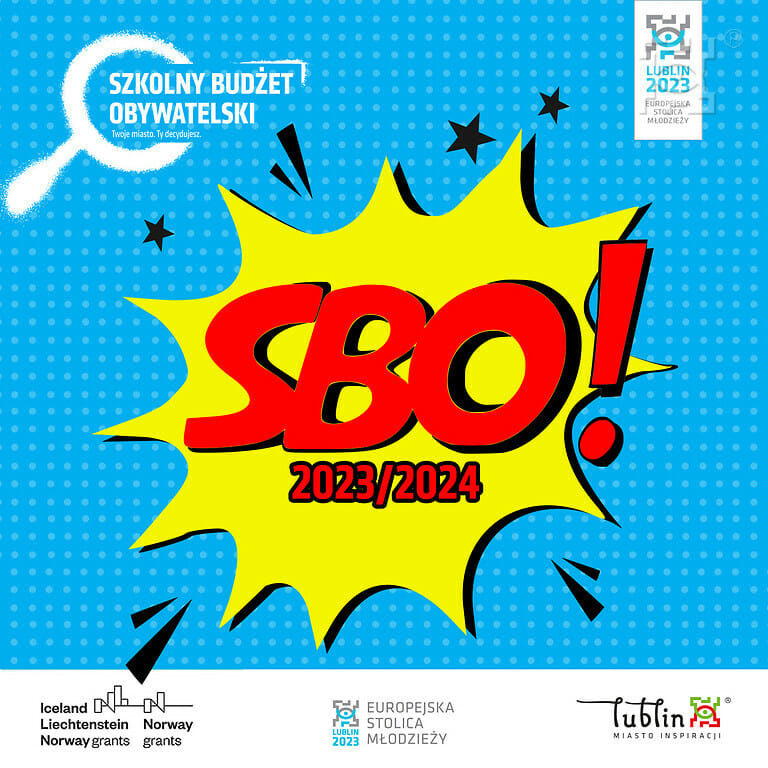 SZKOLNY BUDŻET
OBYWATELSKI
Twoje miasto. Ty decydujesz.
LUBLIN
2023
EUROPEJSKA
STOLICA
MŁODZIEŻY
SBO!
2023/2024
Iceland
Liechtenstein
Norway grants
Norway
grants
LUBLIN
2023
EUROPEJSKA
STOLICA
MŁODZIEŻY
lublin®
MIASTO INSPIRACJI